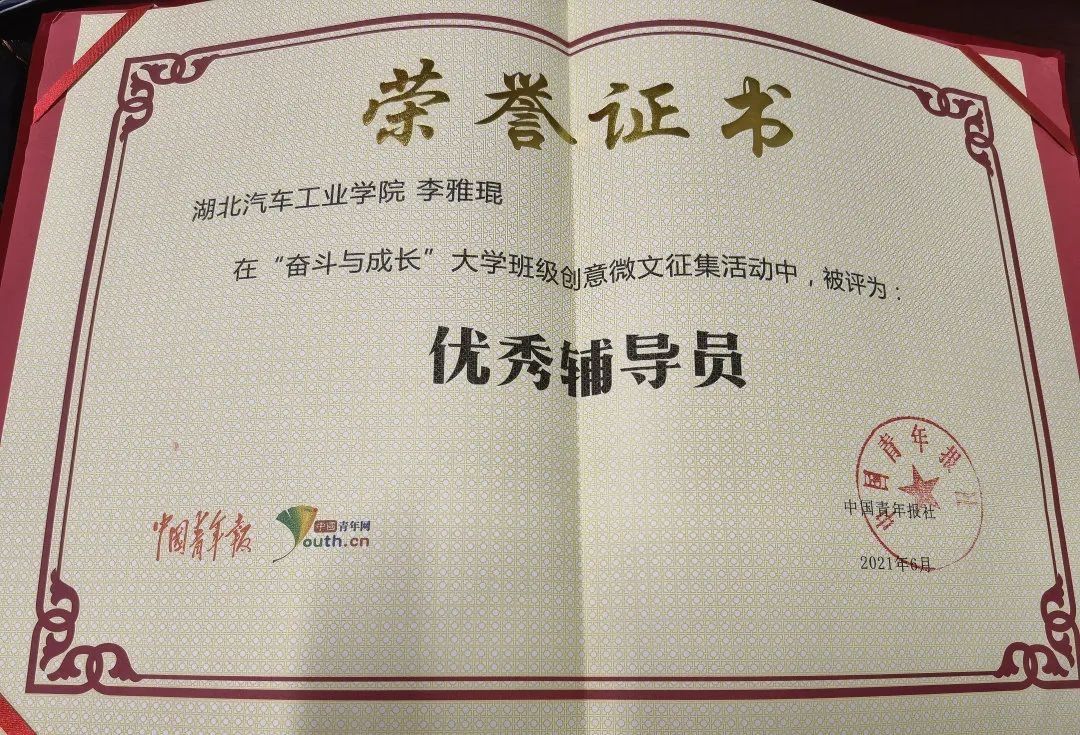 荣誉证书
湖北汽车工业学院 李雅琨
在“奋斗与成长”大学班级创意微文征集活动中，被评为：
优秀辅导员
中国青年报
中國青年网
Youth.cn
中国青年报社
中国青年报社
2021年6月